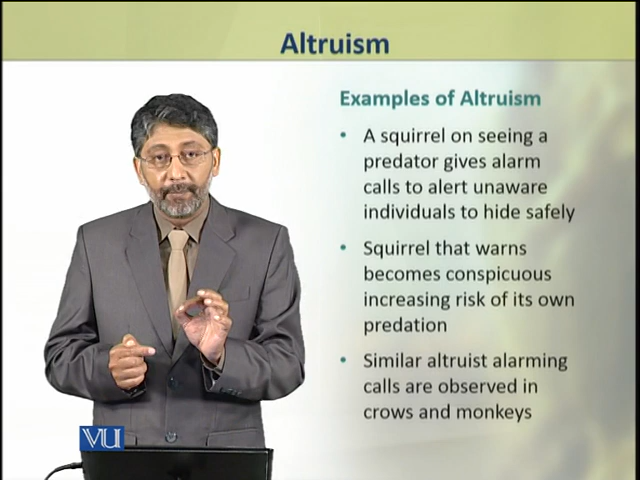 Altruism
Examples of Altruism
• A squirrel on seeing a
predator gives alarm
calls to alert unaware
individuals to hide safely
• Squirrel that warns
becomes conspicuous
increasing risk of its own
predation
• Similar altruist alarming
calls are observed in
crows and monkeys
VU